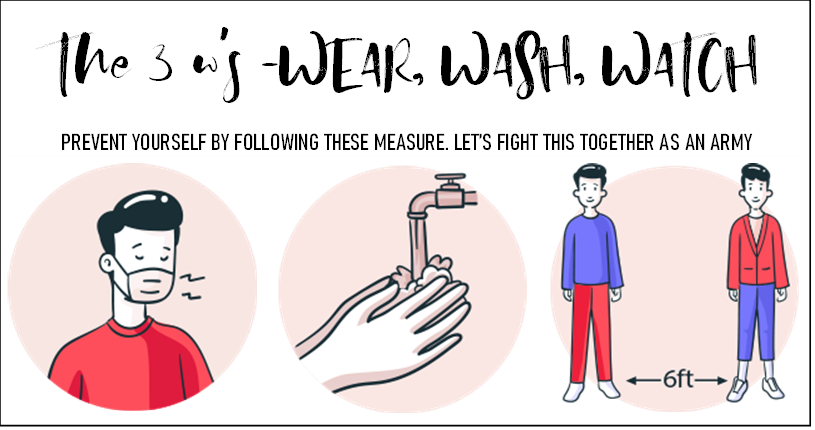 the 3 w's -WEAR, WASH, WATCH
PREVENT YOURSELF BY FOLLOWING THESE MEASURE. LET'S FIGHT THIS TOGETHER AS AN ARMY
6ft